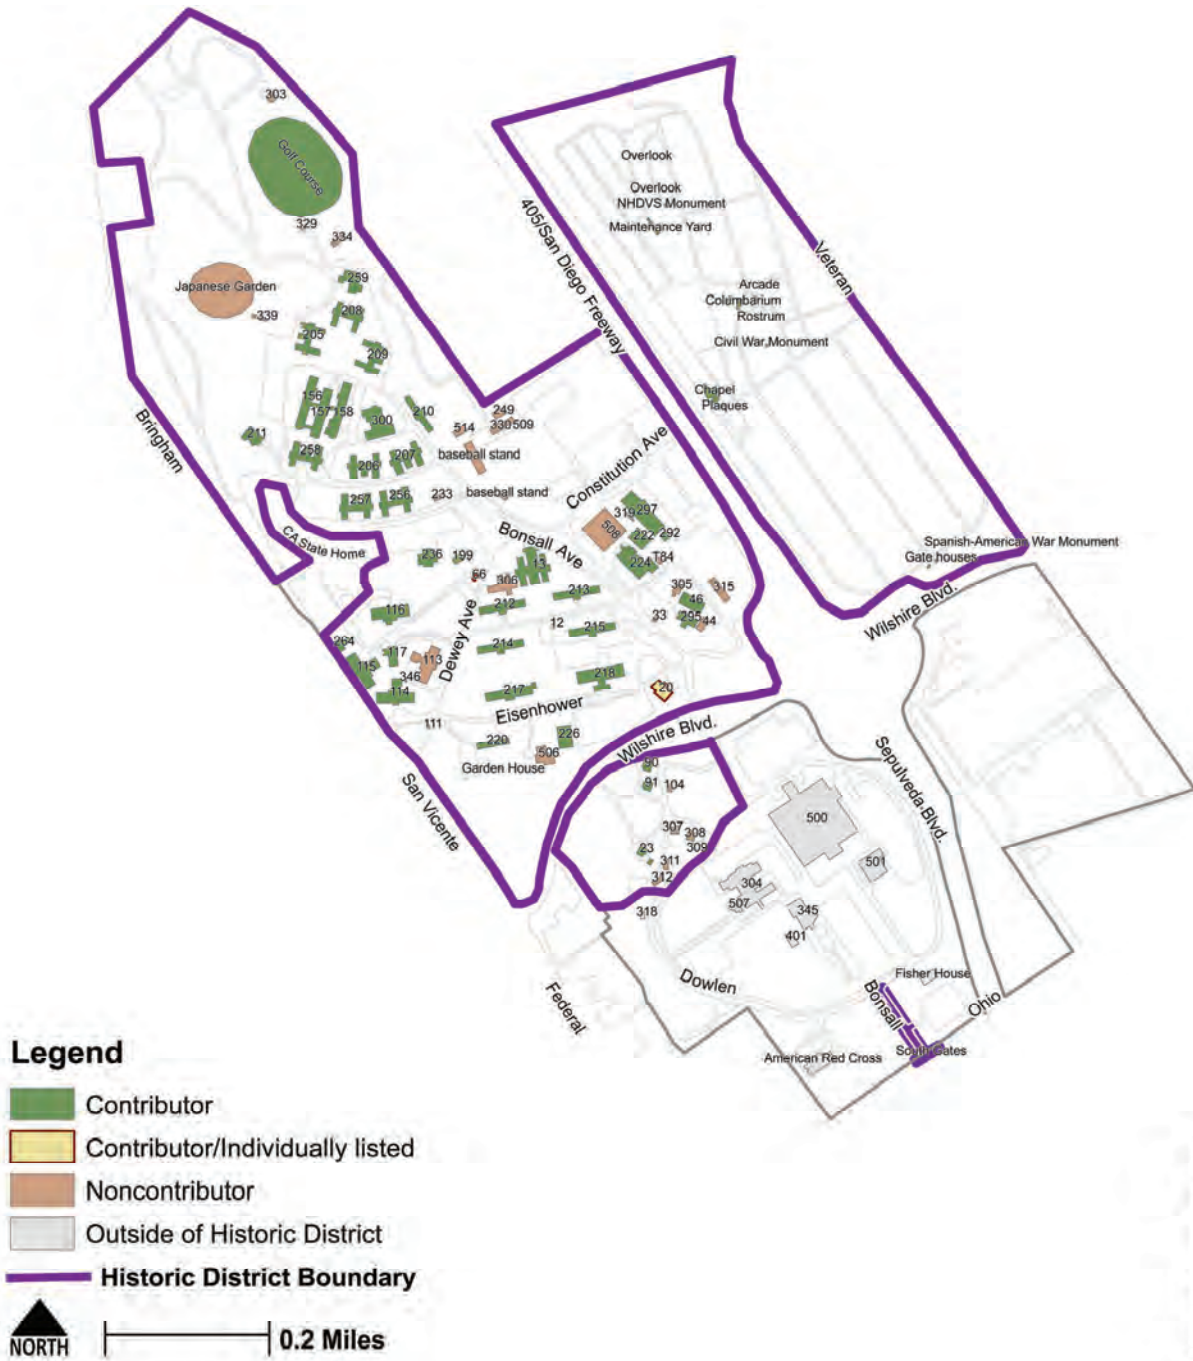 303
Golf Course
329
334
Japanese Garden
339
259
208
205
209
156
157
158
300
210
211
258
206
207
249
330
509
514
baseball stand
257
256
233
baseball stand
Bringham
CA State Home
Overlook
Overlook
NHDVS Monument
Maintenance Yard
405/San Diego Freeway
Veteran
Arcade
Columbarium
Rostrum
Civil War Monument
Chapel
Plaques
Spanish-American War Monument
Gate houses
Wilshire Blvd.
Constitution Ave
319
297
508
222
292
224
T84
Bonsall Ave
236
199
66
306
13
305
315
46
212
213
33
295
44
116
12
215
Dewey Ave
214
264
117
113
115
346
114
218
20
217
Eisenhower
111
220
226
506
Garden House
Wilshire Blvd.
San Vicente
90
91
104
307
308
309
23
311
312
318
Sepulveda Blvd.
500
501
304
507
345
401
Fisher House
Dowlen
Bonsall
Ohio
Federal
American Red Cross
South Gates
Legend
Contributor
Contributor/Individually listed
Noncontributor
Outside of Historic District
Historic District Boundary
NORTH
0.2 Miles